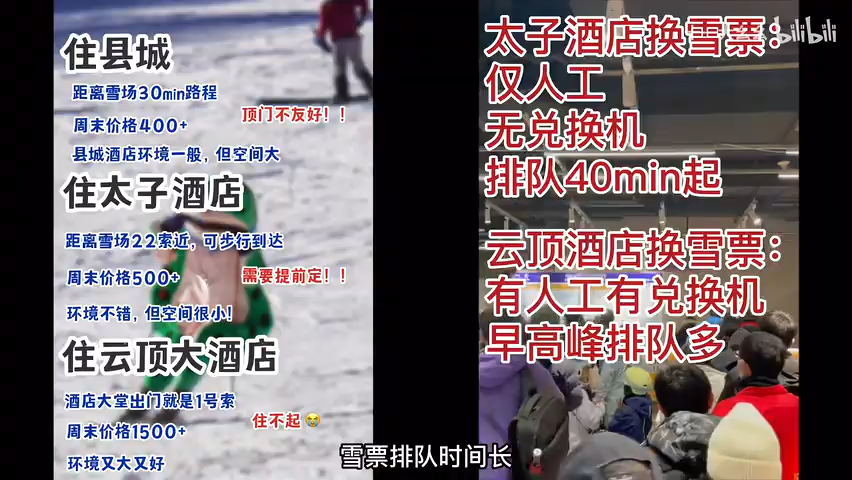 住县城
距离雪场30min路程
周末价格400+
顶门不友好！！
县城酒店环境一般，但空间大
住太子酒店
距离雪场22索近，可步行到达
周末价格500+
需要提前定！！
环境不错，但空间很小！
住云顶大酒店
酒店大堂出门就是1号索
周末价格1500+
住不起😭
环境又大又好
太子酒店换雪票：
仅人工
无兑换机
排队40min起
云顶酒店换雪票：
有人工有兑换机
早高峰排队多
雪票排队时间长
bilibili